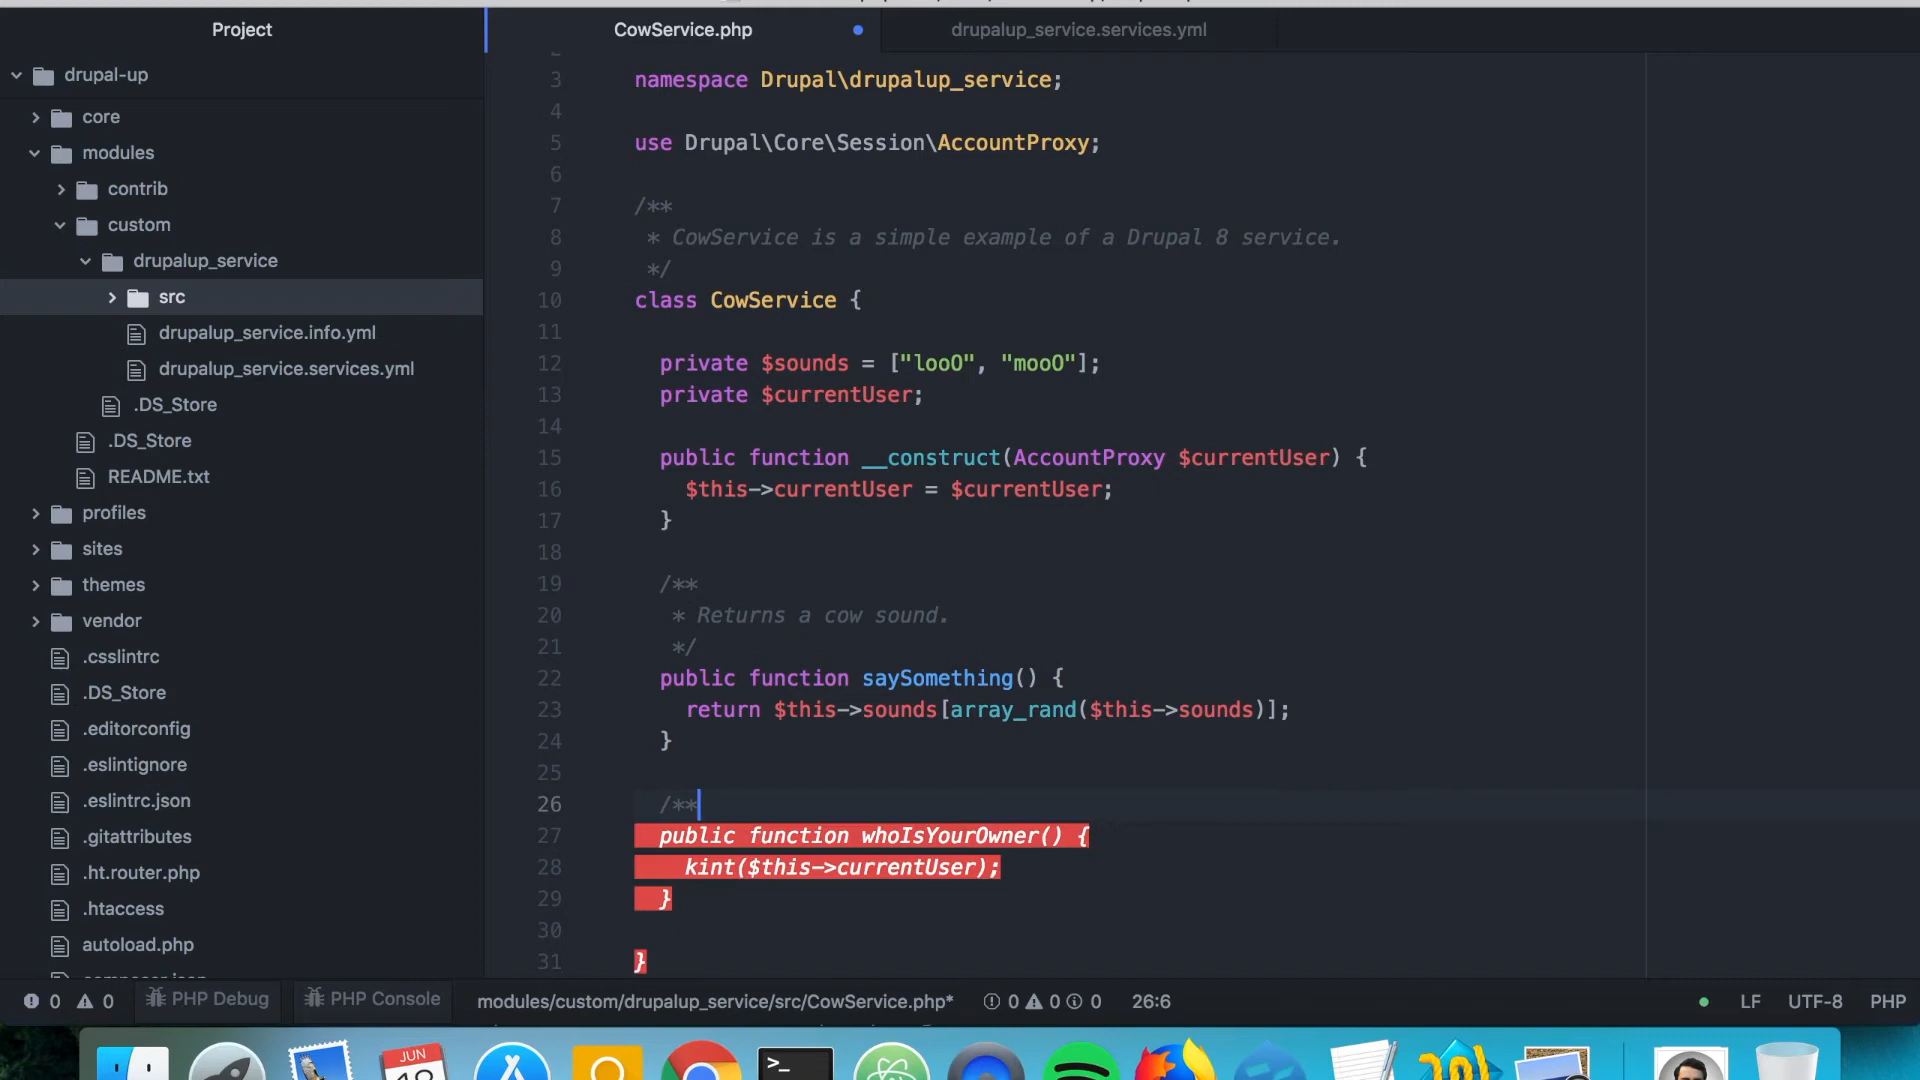 Project
drupal-up
core
modules
contrib
custom
drupalup_service
src
drupalup_service.info.yml
drupalup_service.services.yml
.DS_Store
.DS_Store
README.txt
profiles
sites
themes
vendor
.csslintrc
.DS_Store
.editorconfig
.eslintignore
.eslintrc.json
.gitattributes
.ht.router.php
.htaccess
autoload.php
CowService.php
drupalup_service.services.yml
3 namespace Drupal\drupalup_service;
4
5 use Drupal\Core\Session\AccountProxy;
6
7 /**
8  * CowService is a simple example of a Drupal 8 service.
9  */
10 class CowService {
11
12   private $sounds = ["looO", "mooO"];
13   private $currentUser;
14
15   public function __construct(AccountProxy $currentUser) {
16     $this->currentUser = $currentUser;
17   }
18
19   /**
20    * Returns a cow sound.
21    */
22   public function saySomething() {
23     return $this->sounds[array_rand($this->sounds)];
24   }
25
26   /**
27   public function whoIsYourOwner() {
28     kint($this->currentUser);
29   }
30
31 }
0 0 PHP Debug PHP Console modules/custom/drupalup_service/src/CowService.php* 0 0 0 26:6 LF UTF-8 PHP
JUN
>_